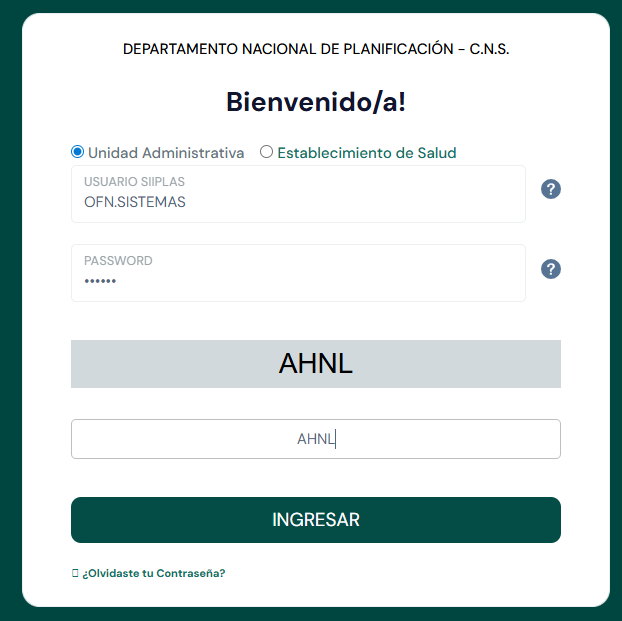 DEPARTAMENTO NACIONAL DE PLANIFICACIÓN - C.N.S.
Bienvenido/a!
Unidad Administrativa Establecimiento de Salud
USUARIO SIIPLAS
OFN.SISTEMAS
?
PASSWORD
••••••
?
AHNL
AHNL
INGRESAR
¿Olvidaste tu Contraseña?